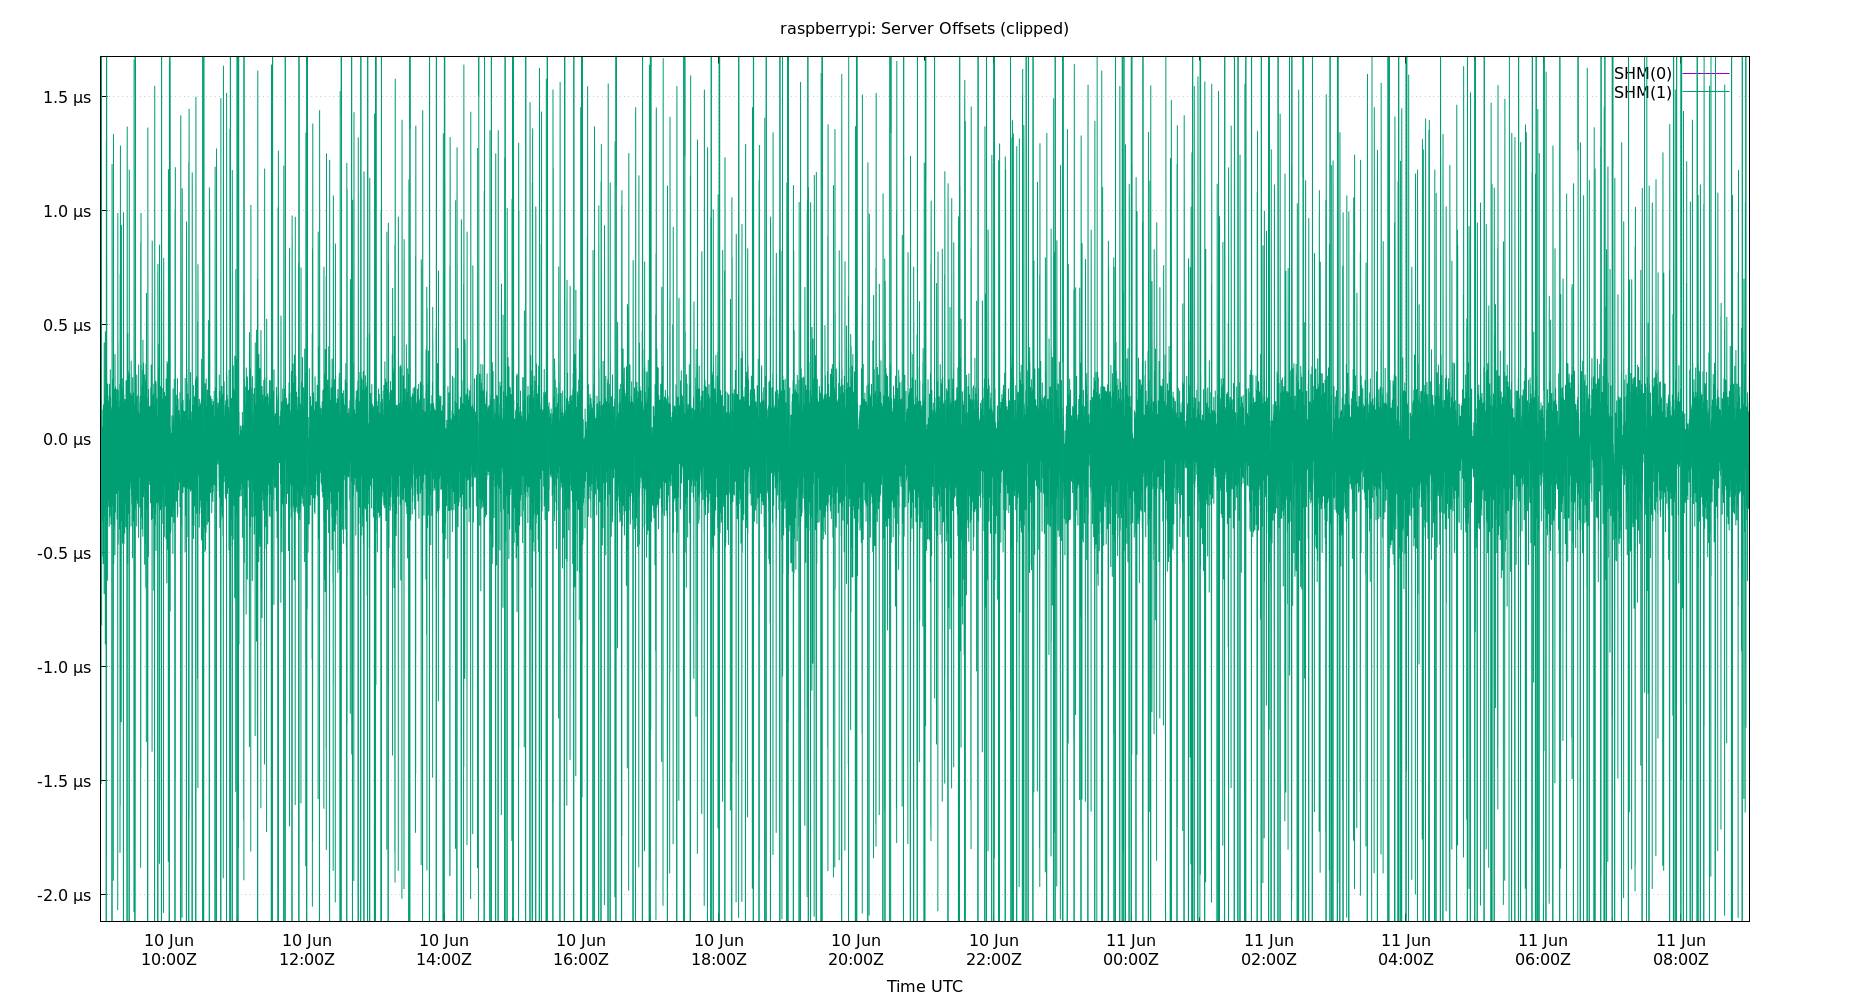 raspberrypi: Server Offsets (clipped)
SHM(0)
SHM(1)
1.5 µs
1.0 µs
0.5 µs
0.0 µs
-0.5 µs
-1.0 µs
-1.5 µs
-2.0 µs
10 Jun 10 Jun 10 Jun 10 Jun 10 Jun 10 Jun 10 Jun 11 Jun 11 Jun 11 Jun 11 Jun 11 Jun
10:00Z 12:00Z 14:00Z 16:00Z 18:00Z 20:00Z 22:00Z 00:00Z 02:00Z 04:00Z 06:00Z 08:00Z
Time UTC